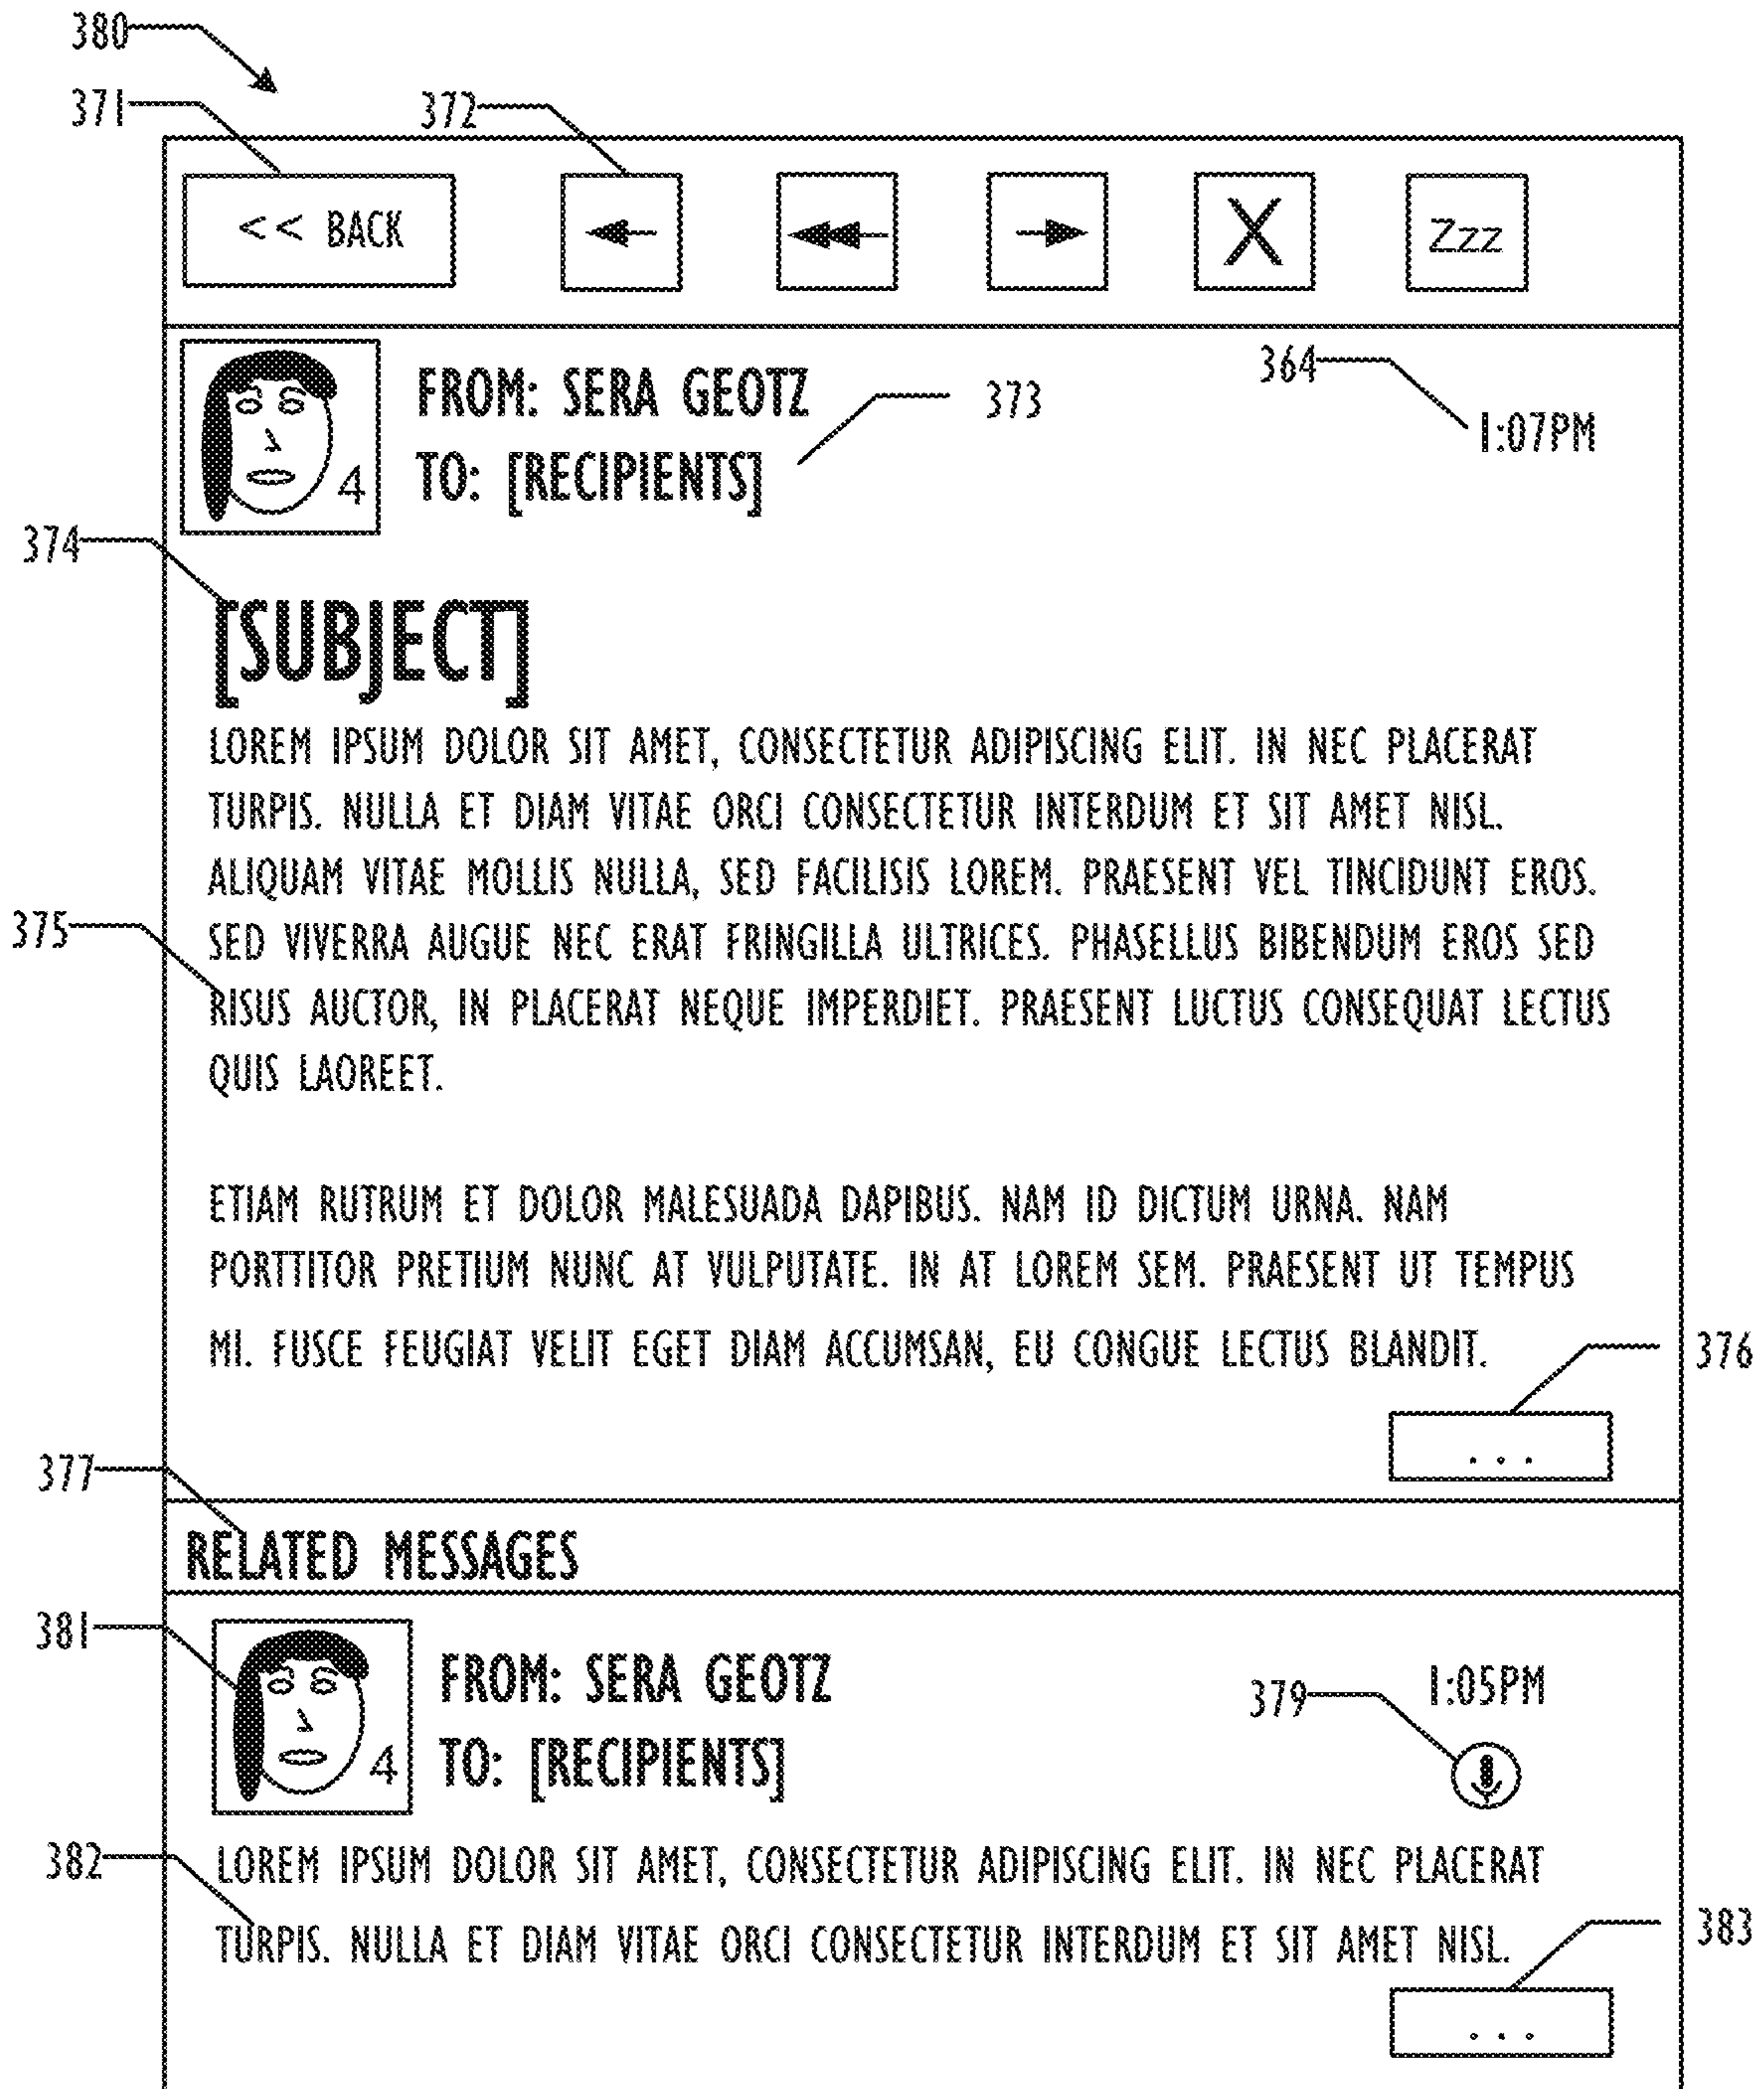 380
371
372
<< BACK
X
Zzz
FROM: SERA GEOTZ
TO: [RECIPIENTS]
4
373
364
1:07PM
374
[SUBJECT]
LOREM IPSUM DOLOR SIT AMET, CONSECTETUR ADIPISCING ELIT. IN NEC PLACERAT
TURPIS. NULLA ET DIAM VITAE ORCI CONSECTETUR INTERDUM ET SIT AMET NISL.
ALIQUAM VITAE MOLLIS NULLA, SED FACILISIS LOREM. PRAESENT VEL TINCIDUNT EROS.
375
SED VIVERRA AUGUE NEC ERAT FRINGILLA ULTRICES. PHASELLUS BIBENDUM EROS SED
RISUS AUCTOR, IN PLACERAT NEQUE IMPERDIET. PRAESENT LUCTUS CONSEQUAT LECTUS
QUIS LAOREET.
ETIAM RUTRUM ET DOLOR MALESUADA DAPIBUS. NAM ID DICTUM URNA. NAM
PORTTITOR PRETIUM NUNC AT VULPUTATE. IN AT LOREM SEM. PRAESENT UT TEMPUS
MI. FUSCE FEUGIAT VELIT EGET DIAM ACCUMSAN, EU CONGUE LECTUS BLANDIT.
376
...
377
RELATED MESSAGES
381
FROM: SERA GEOTZ
TO: [RECIPIENTS]
4
379
1:05PM
382
LOREM IPSUM DOLOR SIT AMET, CONSECTETUR ADIPISCING ELIT. IN NEC PLACERAT
TURPIS. NULLA ET DIAM VITAE ORCI CONSECTETUR INTERDUM ET SIT AMET NISL.
383
...